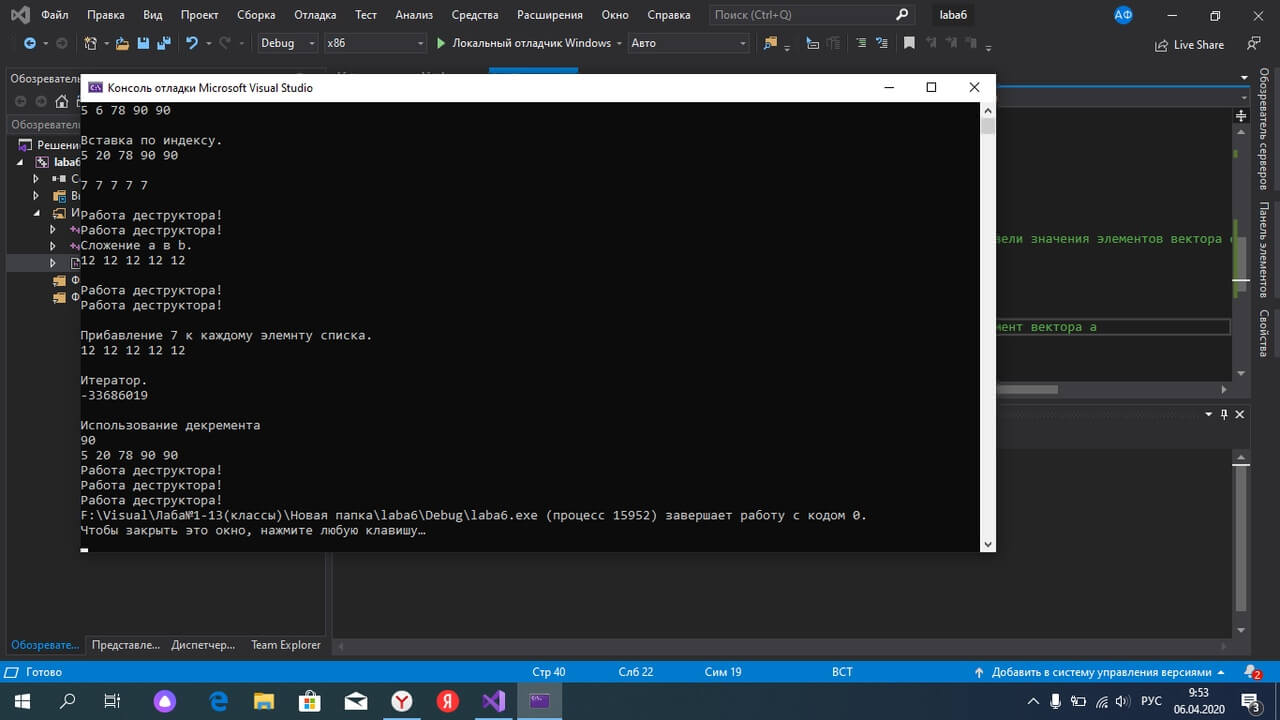 Файл Правка Вид Проект Сборка Отладка Тест Анализ Средства Расширения Окно Справка Поиск (Ctrl+Q) laba6 АФ
Debug x86 Локальный отладчик Windows Авто Live Share
Обозреватель
Консоль отладки Microsoft Visual Studio
5 6 78 90 90
Вставка по индексу.
5 20 78 90 90
7 7 7 7 7
Работа деструктора!
Работа деструктора!
Сложение a в b.
12 12 12 12 12
Работа деструктора!
Работа деструктора!
Прибавление 7 к каждому элемнту списка.
12 12 12 12 12
Итератор.
-33686019
Использование декремента
90
5 20 78 90 90
Работа деструктора!
Работа деструктора!
Работа деструктора!
F:\Visual\Лаба№1-13(классы)\Новая папка\laba6\Debug\laba6.exe (процесс 15952) завершает работу с кодом 0.
Чтобы закрыть это окно, нажмите любую клавишу…
Обозревател
Решение
laba6
вели значения элементов вектора
мент вектора a
Обозреватель серверов
Панель элементов
Свойства
Обозревате... Представле... Диспетчер... Team Explorer
Готово Стр 40 Слб 22 Сим 19 ВСТ Добавить в систему управления версиями 2
РУС 9:53
06.04.2020 3